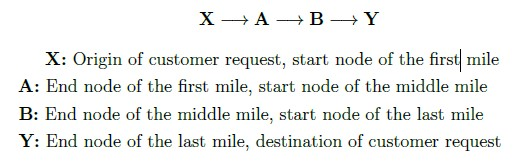 X ⟶ A ⟶ B ⟶ Y
X: Origin of customer request, start node of the first mile
A: End node of the first mile, start node of the middle mile
B: End node of the middle mile, start node of the last mile
Y: End node of the last mile, destination of customer request